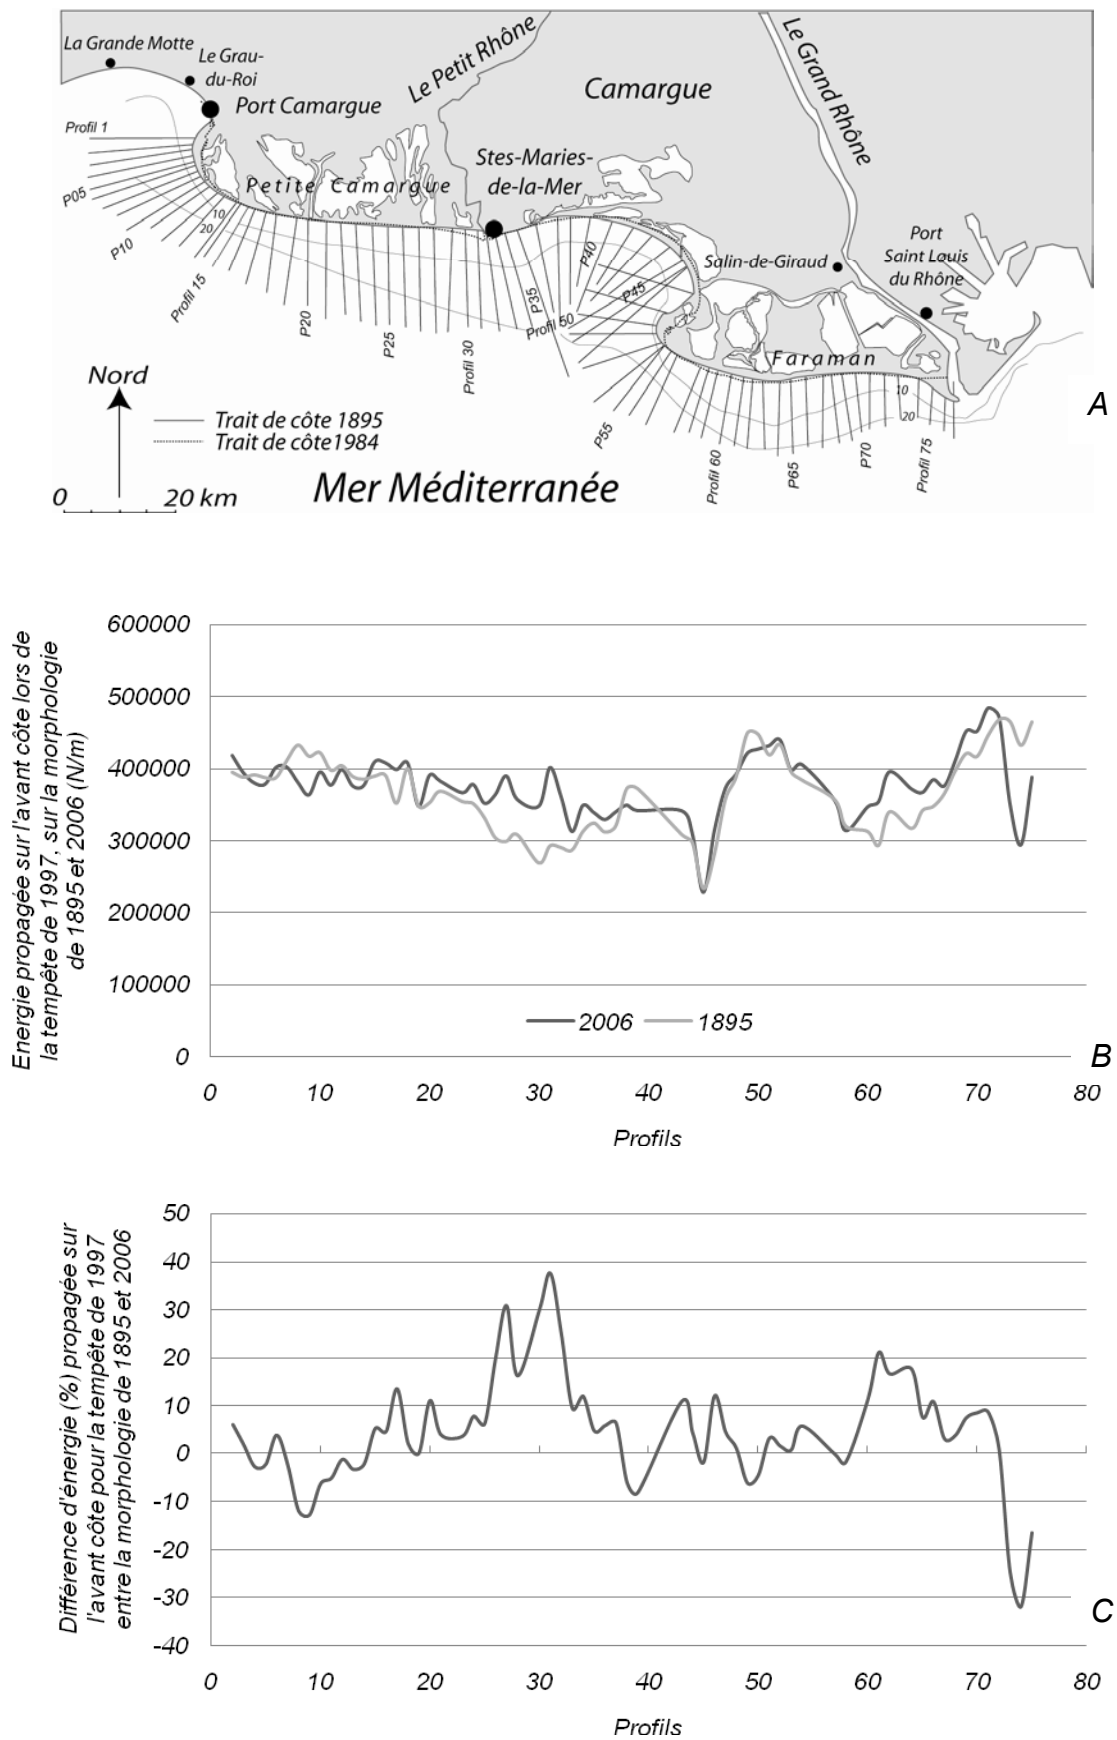 La Grande Motte
Le Grau-
du-Roi
Port Camargue
Le Petit Rhône
Camargue
Le Grand Rhône
Profil 1
P05
P10
Profil 15
P20
P25
Profil 30
P35
P40
P45
Profil 50
P55
Profil 60
P65
P70
Profil 75
Petite Camargue
Stes-Maries-
de-la-Mer
Salin-de-Giraud
Port
Saint Louis
du Rhône
Faraman
10
20
10
20
Nord
Trait de côte 1895
Trait de côte1984
0 20 km
Mer Méditerranée
A
Energie propagée sur l'avant côte lors de
la tempête de 1997, sur la morphologie
de 1895 et 2006 (N/m)
600000
500000
400000
300000
200000
100000
0
2006 1895
B
0 10 20 30 40 50 60 70 80
Profils
Différence d'énergie (%) propagée sur
l'avant côte pour la tempête de 1997
entre la morphologie de 1895 et 2006
50
40
30
20
10
0
-10
-20
-30
-40
C
0 10 20 30 40 50 60 70 80
Profils